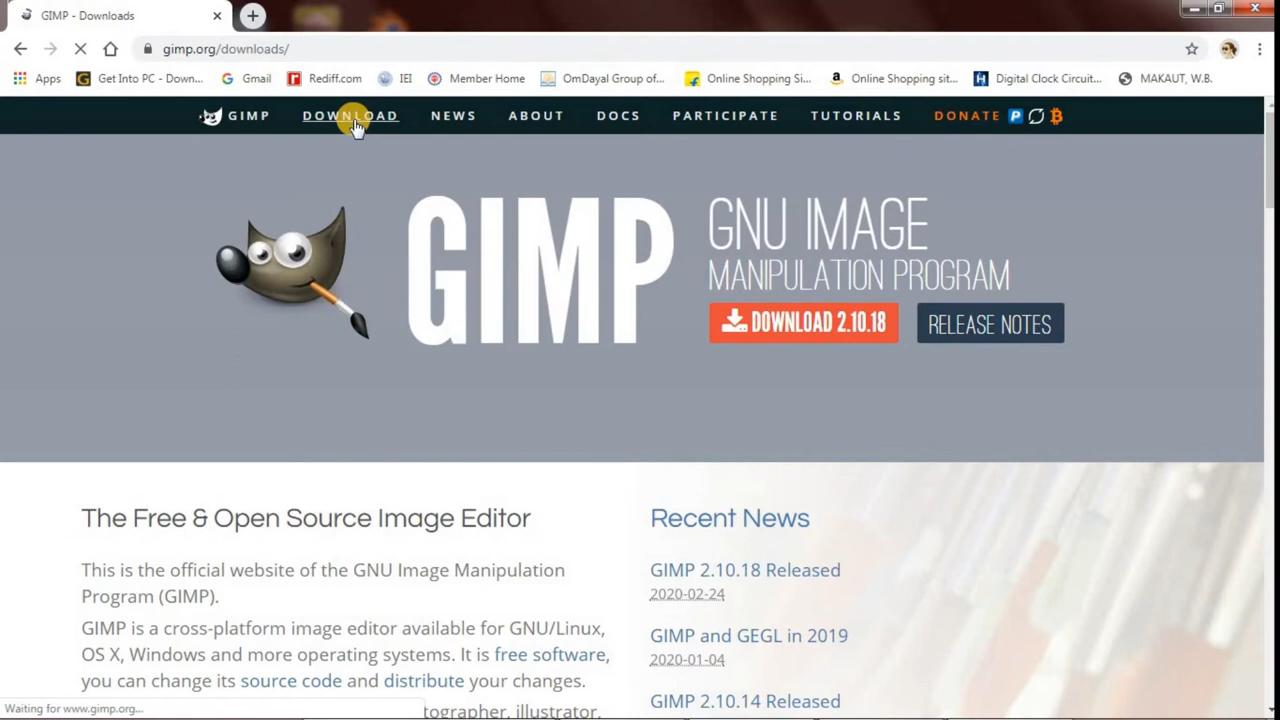 GIMP - Downloads
gimp.org/downloads/
Apps Get Into PC - Down... Gmail Rediff.com IEI Member Home OmDayal Group of... Online Shopping Si... Online Shopping sit... Digital Clock Circuit... MAKAUT, W.B.
GIMP DOWNLOAD NEWS ABOUT DOCS PARTICIPATE TUTORIALS DONATE
GIMP
GNU IMAGE
MANIPULATION PROGRAM
DOWNLOAD 2.10.18 RELEASE NOTES
The Free & Open Source Image Editor
This is the official website of the GNU Image Manipulation
Program (GIMP).
GIMP is a cross-platform image editor available for GNU/Linux,
OS X, Windows and more operating systems. It is free software,
you can change its source code and distribute your changes.
tographer, illustrator,
Recent News
GIMP 2.10.18 Released
2020-02-24
GIMP and GEGL in 2019
2020-01-04
GIMP 2.10.14 Released
Waiting for www.gimp.org...